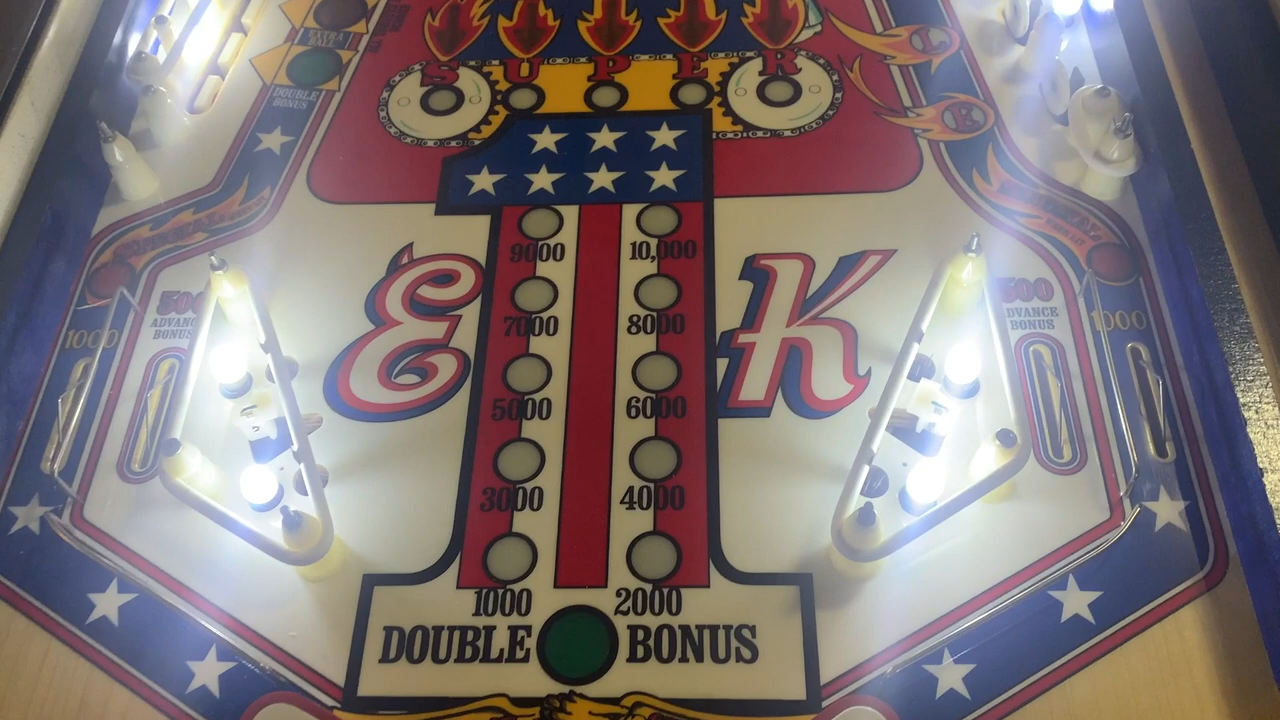 EXTRA
BALL
DOUBLE
BONUS
SUPER
L
9000 10,000
E K
7000 8000
500 ADVANCE BONUS
500 ADVANCE BONUS
1000
1000
5000 6000
3000 4000
1000 2000
DOUBLE BONUS